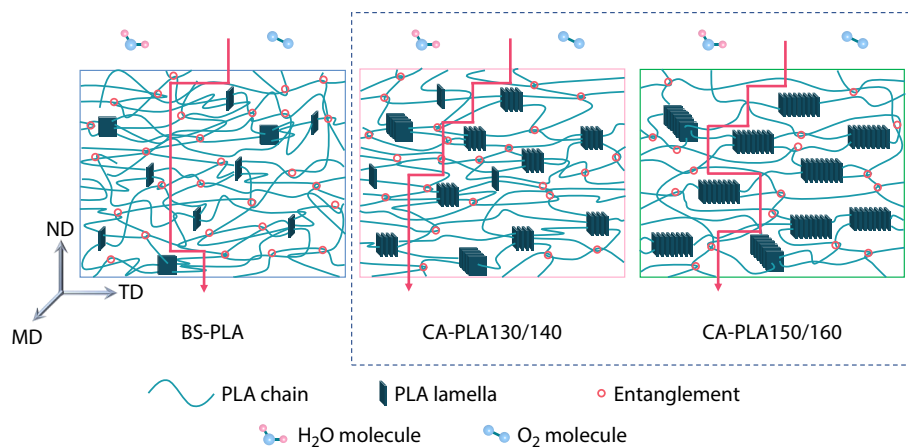 ND
TD
MD
BS-PLA
CA-PLA130/140
CA-PLA150/160
PLA chain
PLA lamella
Entanglement
H₂O molecule
O₂ molecule